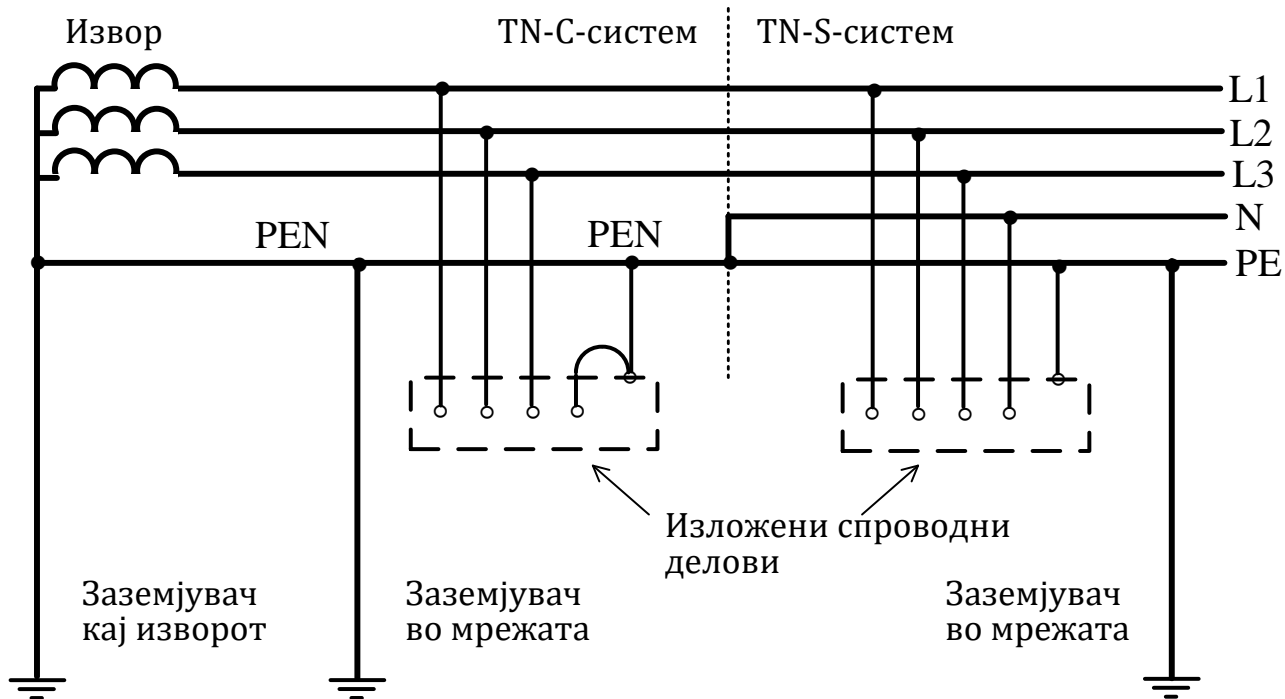 Извор
TN-C-систем
TN-S-систем
L1
L2
L3
N
PEN
PEN
PE
Изложени спроводни
делови
Заземјувач
кај изворот
Заземјувач
во мрежата
Заземјувач
во мрежата